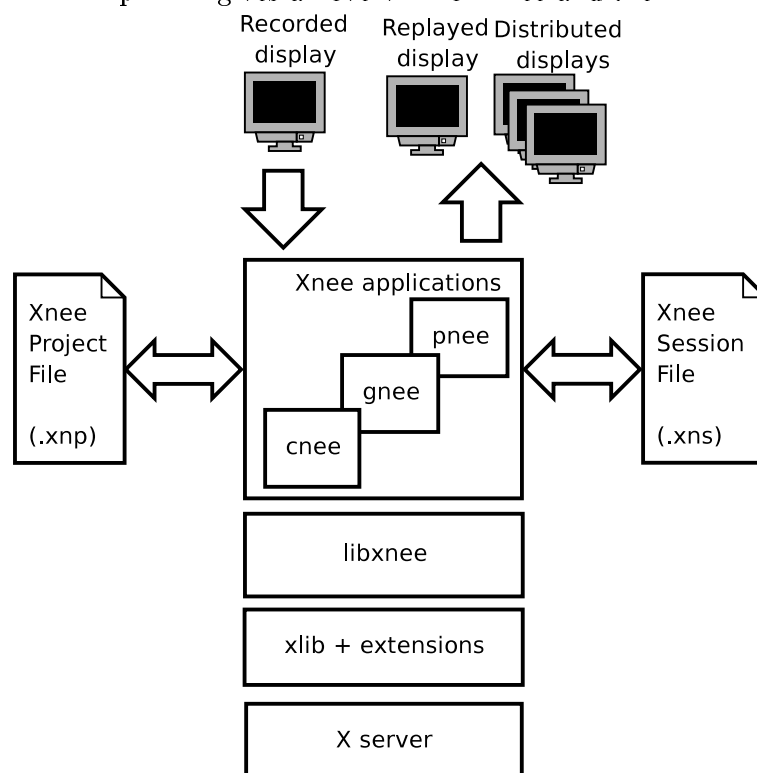 Recorded
display
Replayed
display
Distributed
displays
Xnee applications
pnee
gnee
cnee
Xnee
Project
File
(.xnp)
Xnee
Session
File
(.xns)
libxnee
xlib + extensions
X server